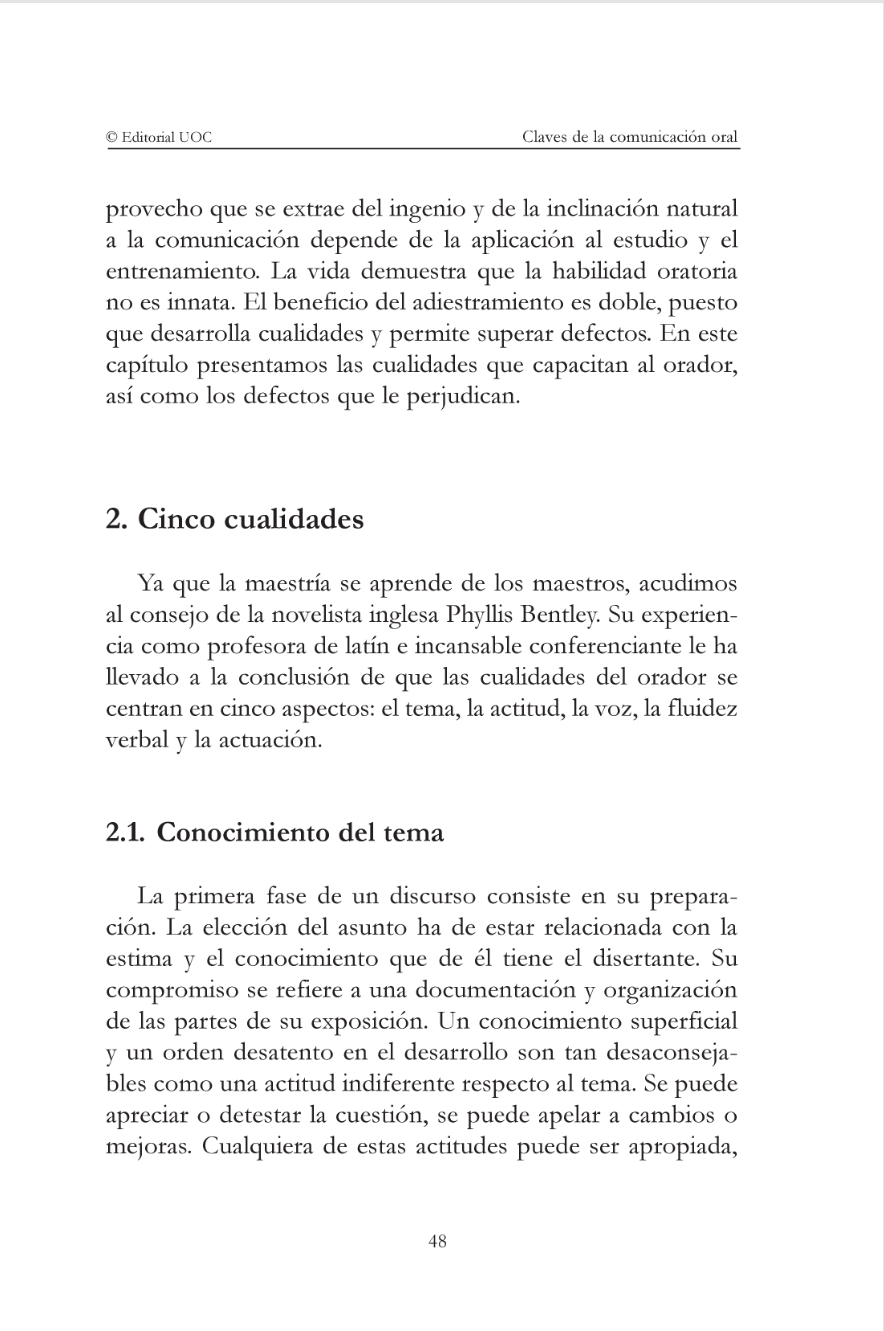 © Editorial UOC
Claves de la comunicación oral
provecho que se extrae del ingenio y de la inclinación natural
a la comunicación depende de la aplicación al estudio y el
entrenamiento. La vida demuestra que la habilidad oratoria
no es innata. El beneficio del adiestramiento es doble, puesto
que desarrolla cualidades y permite superar defectos. En este
capítulo presentamos las cualidades que capacitan al orador,
así como los defectos que le perjudican.
2. Cinco cualidades
Ya que la maestría se aprende de los maestros, acudimos
al consejo de la novelista inglesa Phyllis Bentley. Su experien-
cia como profesora de latín e incansable conferenciante le ha
llevado a la conclusión de que las cualidades del orador se
centran en cinco aspectos: el tema, la actitud, la voz, la fluidez
verbal y la actuación.
2.1. Conocimiento del tema
La primera fase de un discurso consiste en su prepara-
ción. La elección del asunto ha de estar relacionada con la
estima y el conocimiento que de él tiene el disertante. Su
compromiso se refiere a una documentación y organización
de las partes de su exposición. Un conocimiento superficial
y un orden desatento en el desarrollo son tan desaconseja-
bles como una actitud indiferente respecto al tema. Se puede
apreciar o detestar la cuestión, se puede apelar a cambios o
mejoras. Cualquiera de estas actitudes puede ser apropiada,
48